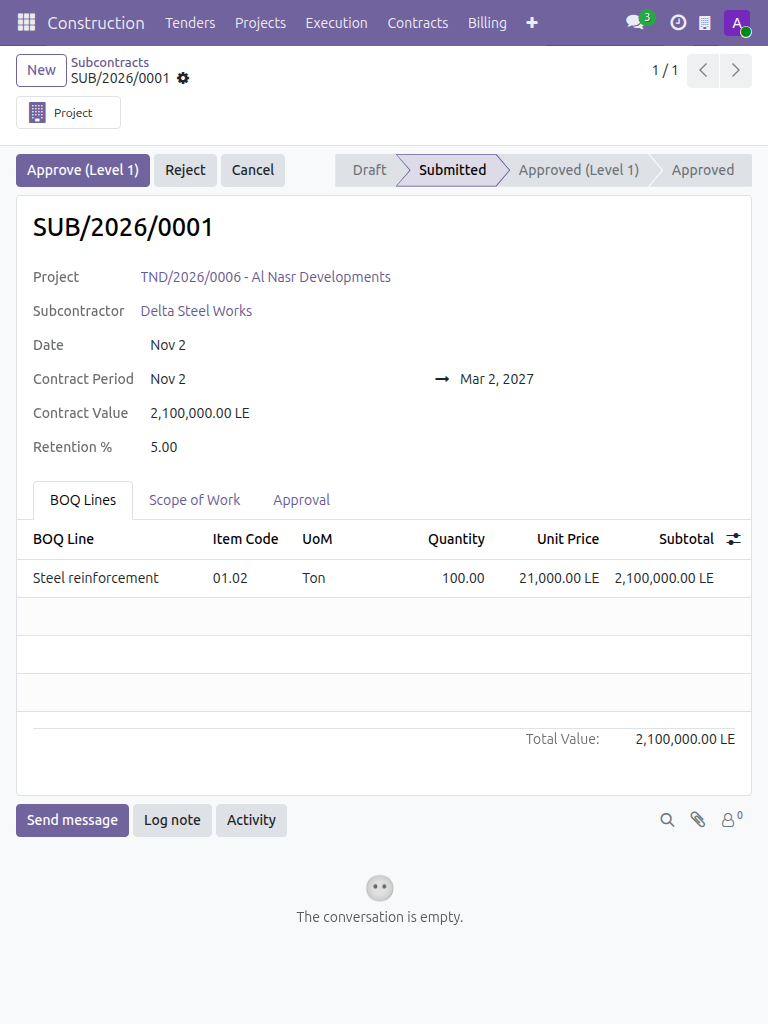 Construction Tenders Projects Execution Contracts Billing 3 A
New Subcontracts
SUB/2026/0001 1 / 1
Project
Approve (Level 1) Reject Cancel Draft Submitted Approved (Level 1) Approved
SUB/2026/0001
Project TND/2026/0006 - Al Nasr Developments
Subcontractor Delta Steel Works
Date Nov 2
Contract Period Nov 2 → Mar 2, 2027
Contract Value 2,100,000.00 LE
Retention % 5.00
BOQ Lines Scope of Work Approval
BOQ Line Item Code UoM Quantity Unit Price Subtotal
Steel reinforcement 01.02 Ton 100.00 21,000.00 LE 2,100,000.00 LE
Total Value: 2,100,000.00 LE
Send message Log note Activity 0
The conversation is empty.